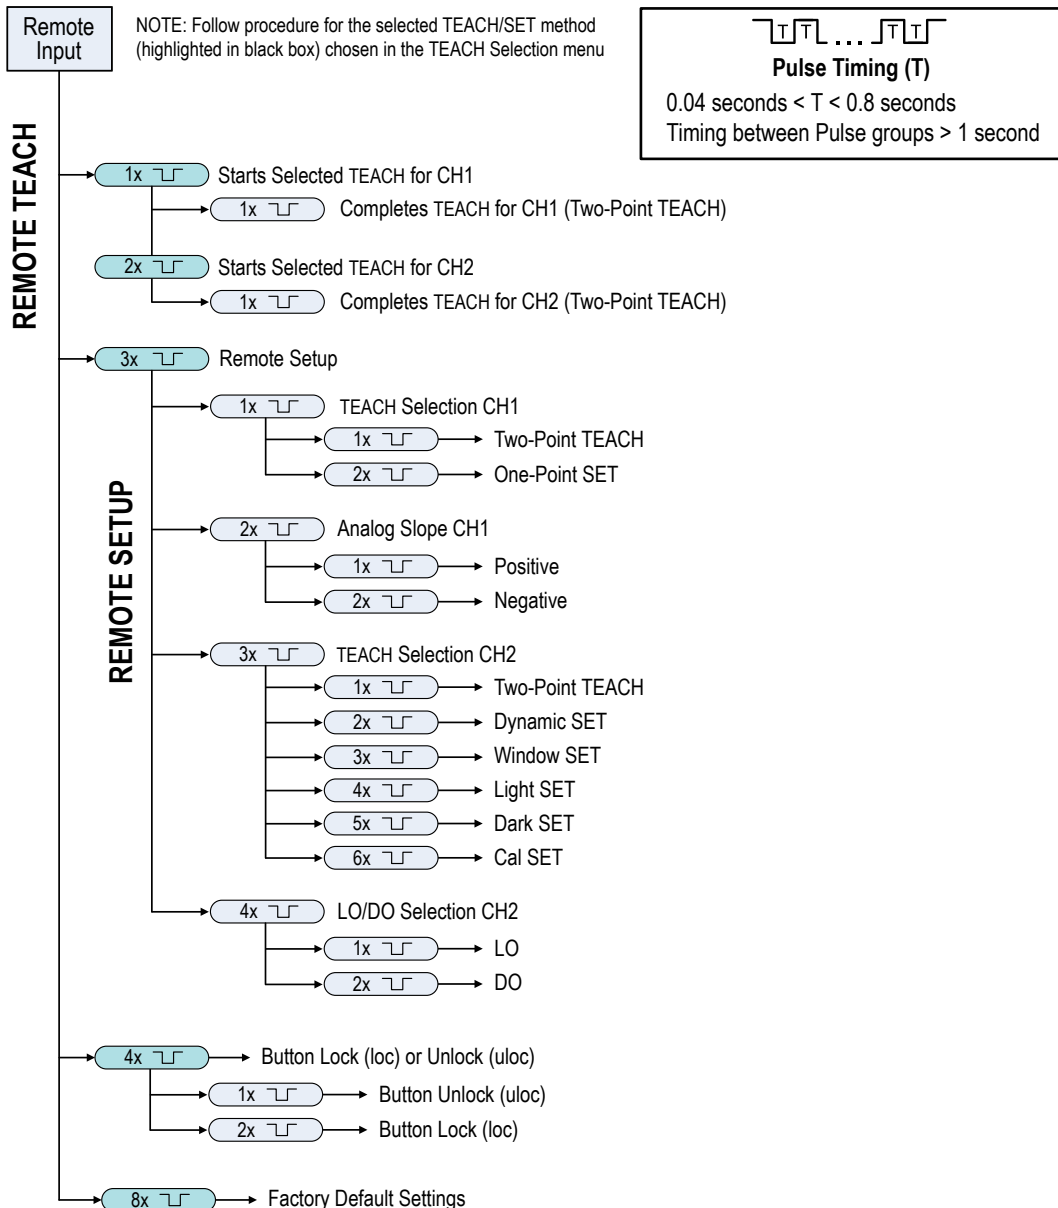 Remote
Input
NOTE: Follow procedure for the selected TEACH/SET method
(highlighted in black box) chosen in the TEACH Selection menu
T T ... T T
Pulse Timing (T)
0.04 seconds < T < 0.8 seconds
Timing between Pulse groups > 1 second
REMOTE TEACH
1x Starts Selected TEACH for CH1
1x Completes TEACH for CH1 (Two-Point TEACH)
2x Starts Selected TEACH for CH2
1x Completes TEACH for CH2 (Two-Point TEACH)
3x Remote Setup
REMOTE SETUP
1x TEACH Selection CH1
1x Two-Point TEACH
2x One-Point SET
2x Analog Slope CH1
1x Positive
2x Negative
3x TEACH Selection CH2
1x Two-Point TEACH
2x Dynamic SET
3x Window SET
4x Light SET
5x Dark SET
6x Cal SET
4x LO/DO Selection CH2
1x LO
2x DO
4x Button Lock (loc) or Unlock (uloc)
1x Button Unlock (uloc)
2x Button Lock (loc)
8x Factory Default Settings